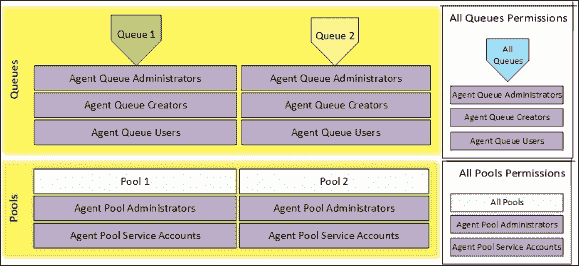 Queues
Queue 1
Queue 2
Agent Queue Administrators
Agent Queue Administrators
Agent Queue Creators
Agent Queue Creators
Agent Queue Users
Agent Queue Users
All Queues Permissions
All
Queues
Agent Queue Administrators
Agent Queue Creators
Agent Queue Users
Pools
Pool 1
Pool 2
Agent Pool Administrators
Agent Pool Administrators
Agent Pool Service Accounts
Agent Pool Service Accounts
All Pools Permissions
All Pools
Agent Pool Administrators
Agent Pool Service Accounts